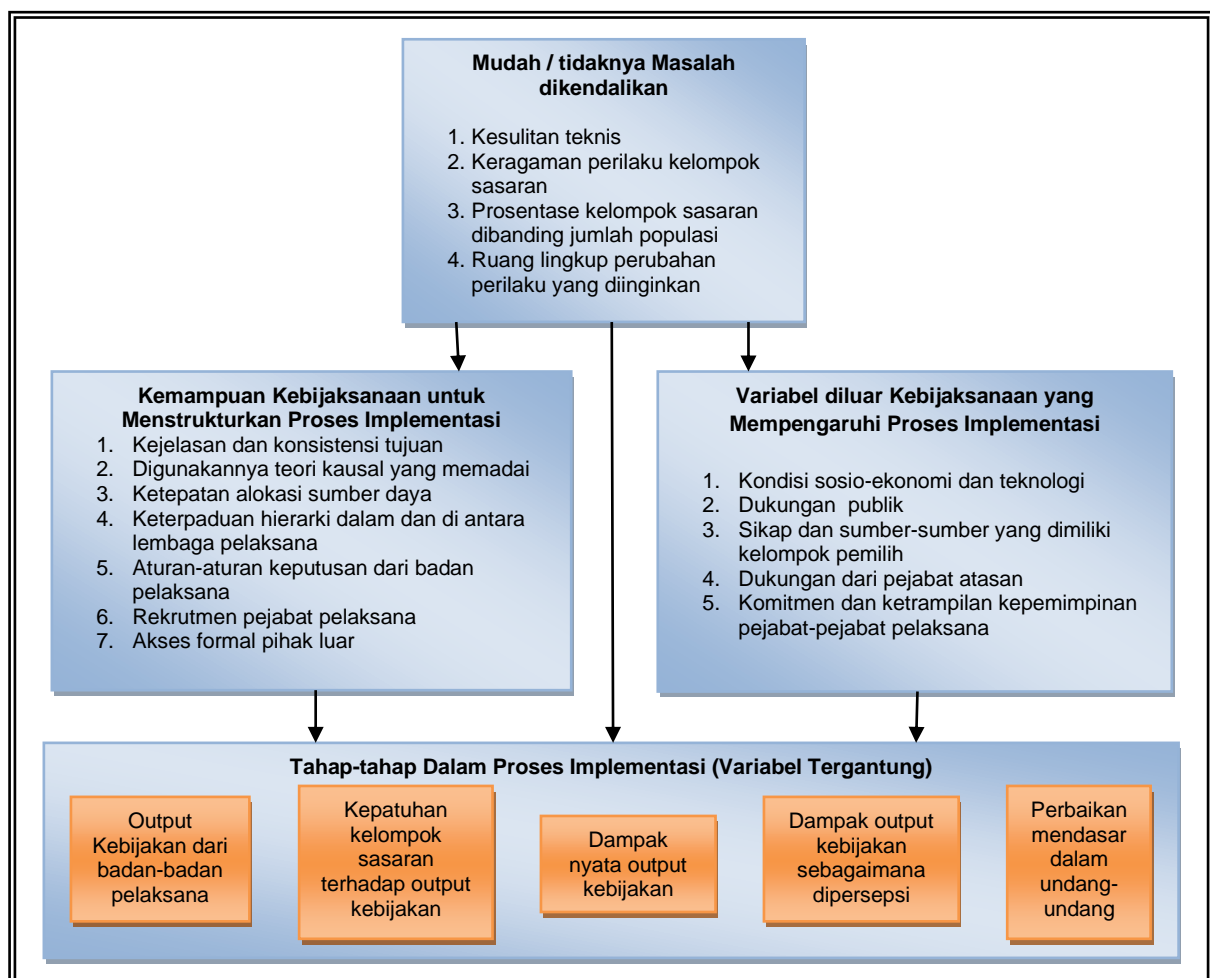 Mudah / tidaknya Masalah
dikendalikan
1. Kesulitan teknis
2. Keragaman perilaku kelompok
sasaran
3. Prosentase kelompok sasaran
dibanding jumlah populasi
4. Ruang lingkup perubahan
perilaku yang diinginkan
Kemampuan Kebijaksanaan untuk
Menstrukturkan Proses Implementasi
1. Kejelasan dan konsistensi tujuan
2. Digunakannya teori kausal yang memadai
3. Ketepatan alokasi sumber daya
4. Keterpaduan hierarki dalam dan di antara
lembaga pelaksana
5. Aturan-aturan keputusan dari badan
pelaksana
6. Rekrutmen pejabat pelaksana
7. Akses formal pihak luar
Variabel diluar Kebijaksanaan yang
Mempengaruhi Proses Implementasi
1. Kondisi sosio-ekonomi dan teknologi
2. Dukungan publik
3. Sikap dan sumber-sumber yang dimiliki
kelompok pemilih
4. Dukungan dari pejabat atasan
5. Komitmen dan ketrampilan kepemimpinan
pejabat-pejabat pelaksana
Tahap-tahap Dalam Proses Implementasi (Variabel Tergantung)
Output
Kebijakan dari
badan-badan
pelaksana
Kepatuhan
kelompok
sasaran
terhadap output
kebijakan
Dampak
nyata output
kebijakan
Dampak output
kebijakan
sebagaimana
dipersepsi
Perbaikan
mendasar
dalam
undang-
undang